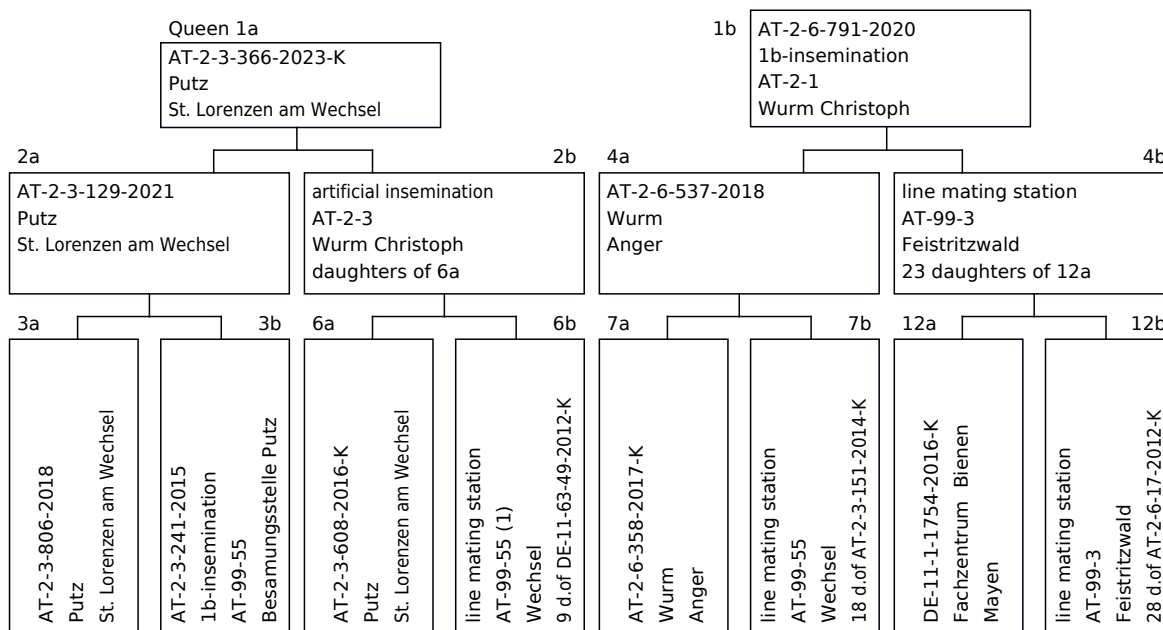 Queen 1a
AT-2-3-366-2023-K
Putz
St. Lorenzen am Wechsel
1b
AT-2-6-791-2020
1b-insemination
AT-2-1
Wurm Christoph
2a
AT-2-3-129-2021
Putz
St. Lorenzen am Wechsel
2b
artificial insemination
AT-2-3
Wurm Christoph
daughters of 6a
4a
AT-2-6-537-2018
Wurm
Anger
4b
line mating station
AT-99-3
Feistritzwald
23 daughters of 12a
3a
AT-2-3-806-2018
Putz
St. Lorenzen am Wechsel
3b
AT-2-3-241-2015
1b-insemination
AT-99-55
Besamungsstelle Putz
6a
AT-2-3-608-2016-K
Putz
St. Lorenzen am Wechsel
6b
line mating station
AT-99-55 (1)
Wechsel
9 d.of DE-11-63-49-2012-K
7a
AT-2-6-358-2017-K
Wurm
Anger
7b
line mating station
AT-99-55
Wechsel
18 d.of AT-2-3-151-2014-K
12a
DE-11-1-1754-2016-K
Fachzentrum Bienen
Mayen
12b
line mating station
AT-99-3
Feistritzwald
28 d.of AT-2-6-17-2012-K